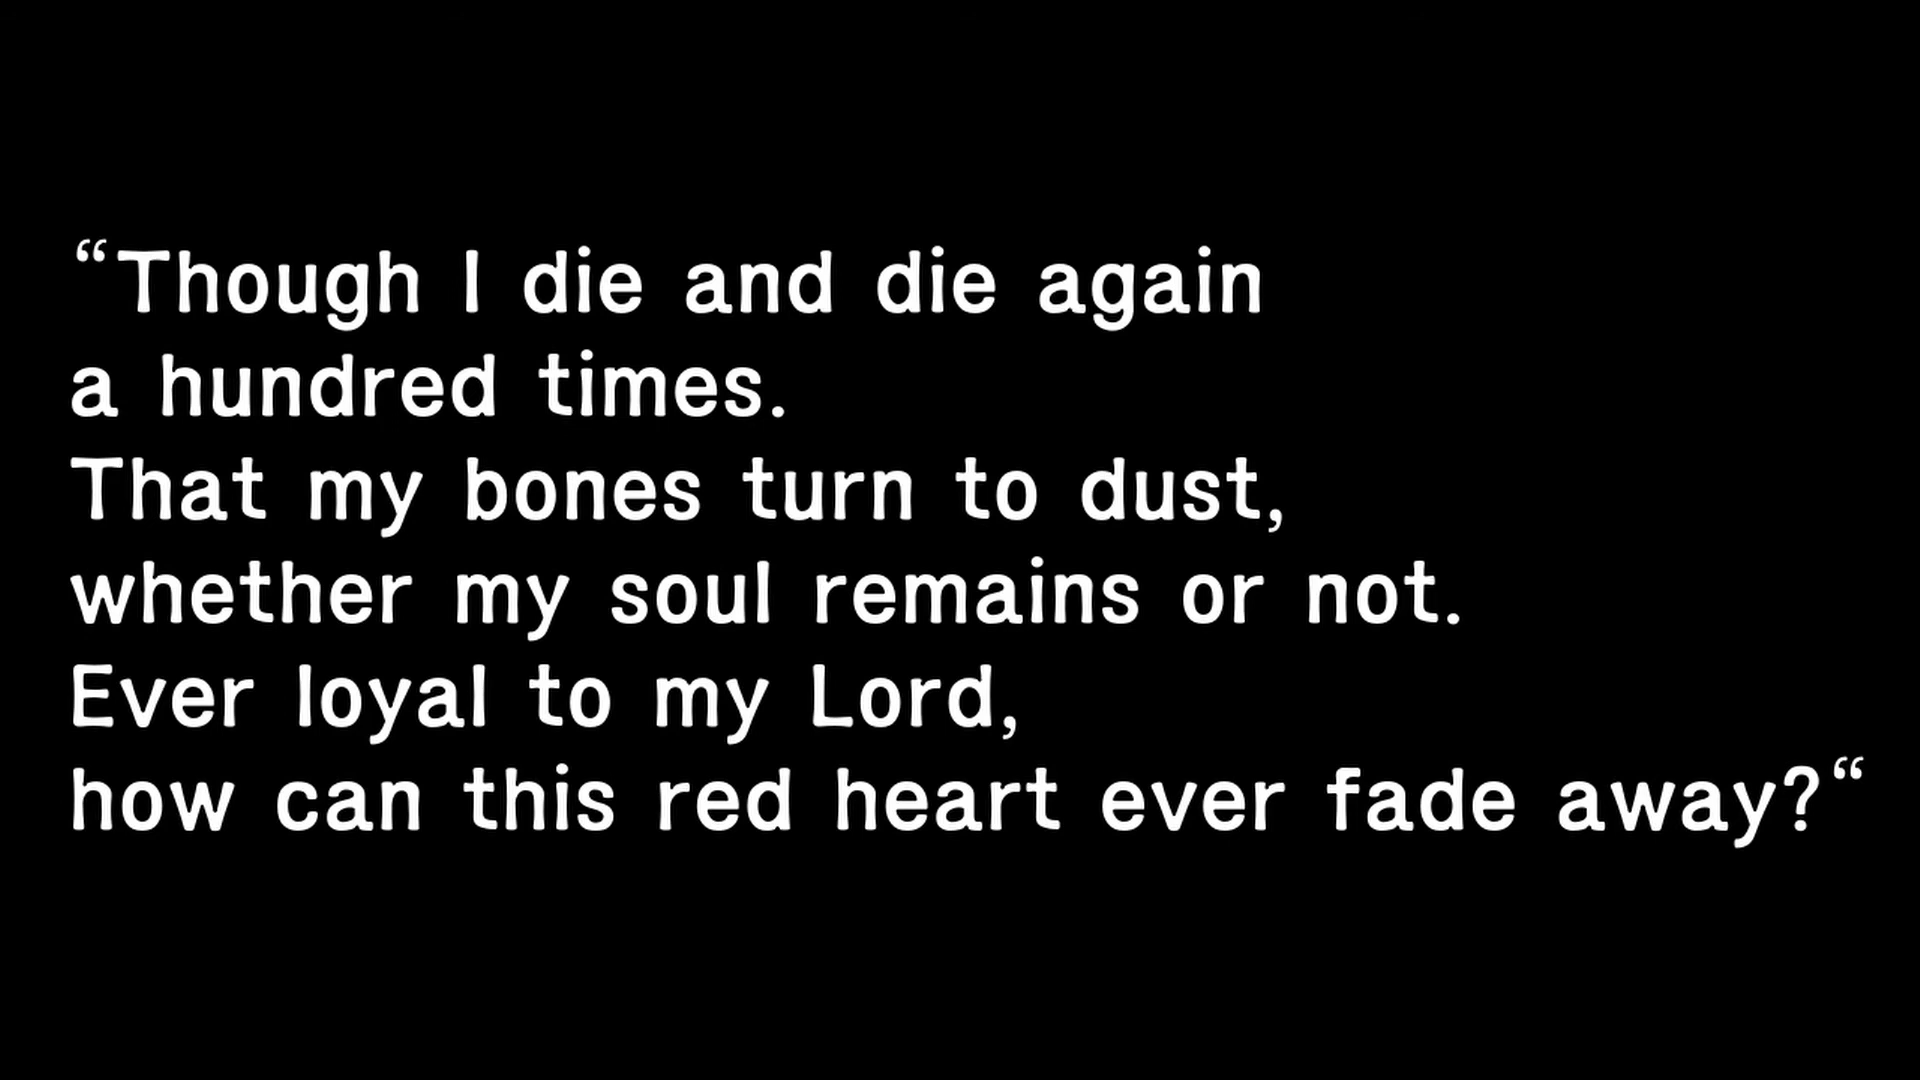 “Though I die and die again
a hundred times.
That my bones turn to dust,
whether my soul remains or not.
Ever loyal to my Lord,
how can this red heart ever fade away?“